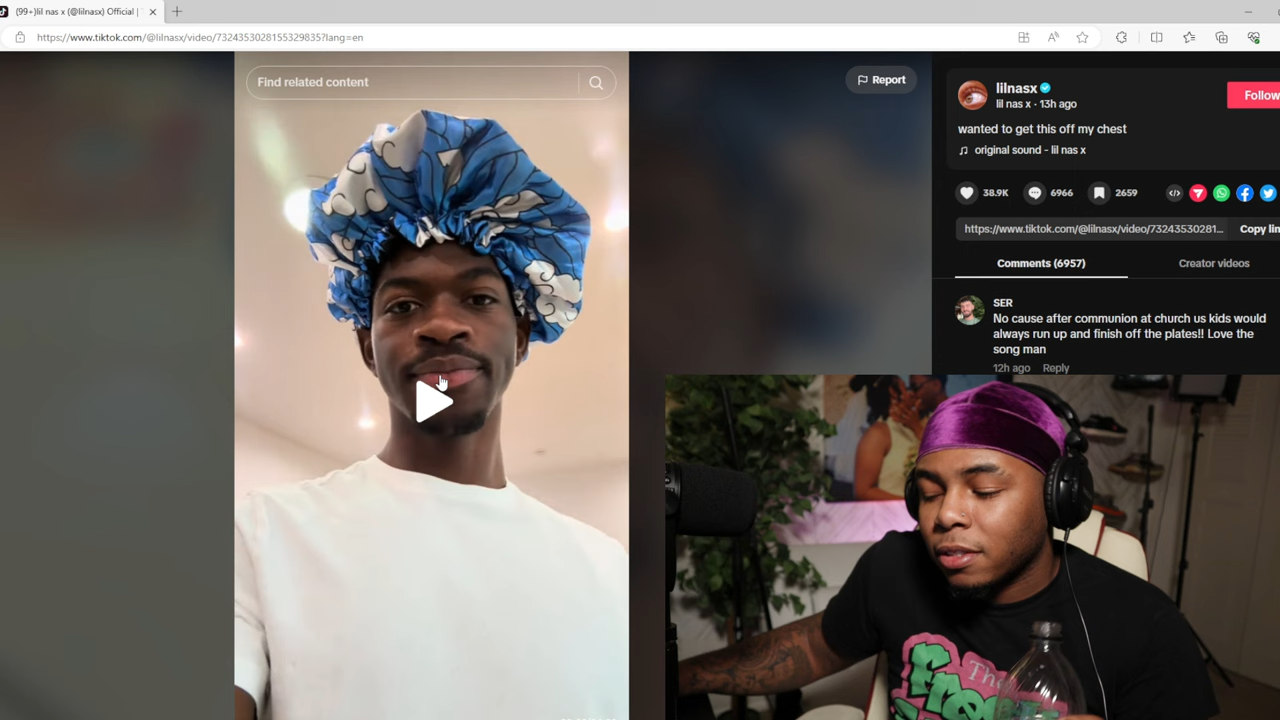 (99+)lil nas x (@lilnasx) Official |
https://www.tiktok.com/@lilnasx/video/7324353028155329835?lang=en
Find related content
Report
lilnasx
lil nas x · 13h ago
Follow
wanted to get this off my chest
original sound - lil nas x
38.9K
6966
2659
https://www.tiktok.com/@lilnasx/video/73243530281...
Copy lin
Comments (6957)
Creator videos
SER
No cause after communion at church us kids would
always run up and finish off the plates!! Love the
song man
12h ago
Reply
The